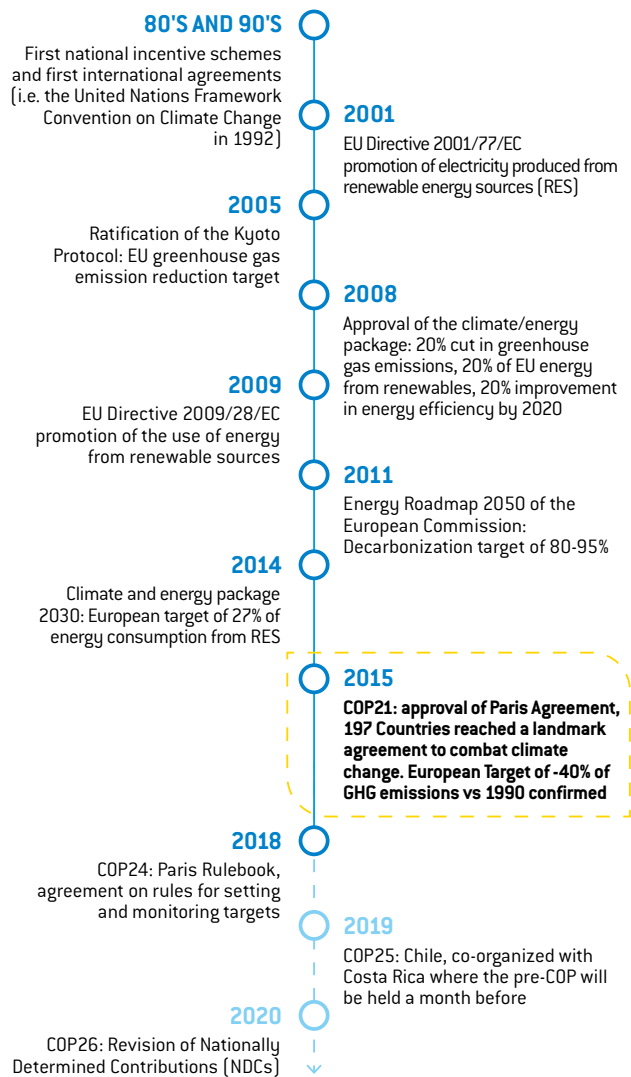 80'S AND 90'S
First national incentive schemes
and first international agreements
(i.e. the United Nations Framework
Convention on Climate Change
in 1992)
2001
EU Directive 2001/77/EC
promotion of electricity produced from
renewable energy sources (RES)
2005
Ratification of the Kyoto
Protocol: EU greenhouse gas
emission reduction target
2008
Approval of the climate/energy
package: 20% cut in greenhouse
gas emissions, 20% of EU energy
from renewables, 20% improvement
in energy efficiency by 2020
2009
EU Directive 2009/28/EC
promotion of the use of energy
from renewable sources
2011
Energy Roadmap 2050 of the
European Commission:
Decarbonization target of 80-95%
2014
Climate and energy package
2030: European target of 27% of
energy consumption from RES
2015
COP21: approval of Paris Agreement,
197 Countries reached a landmark
agreement to combat climate
change. European Target of -40% of
GHG emissions vs 1990 confirmed
2018
COP24: Paris Rulebook,
agreement on rules for setting
and monitoring targets
2019
COP25: Chile, co-organized with
Costa Rica where the pre-COP will
be held a month before
2020
COP26: Revision of Nationally
Determined Contributions (NDCs)